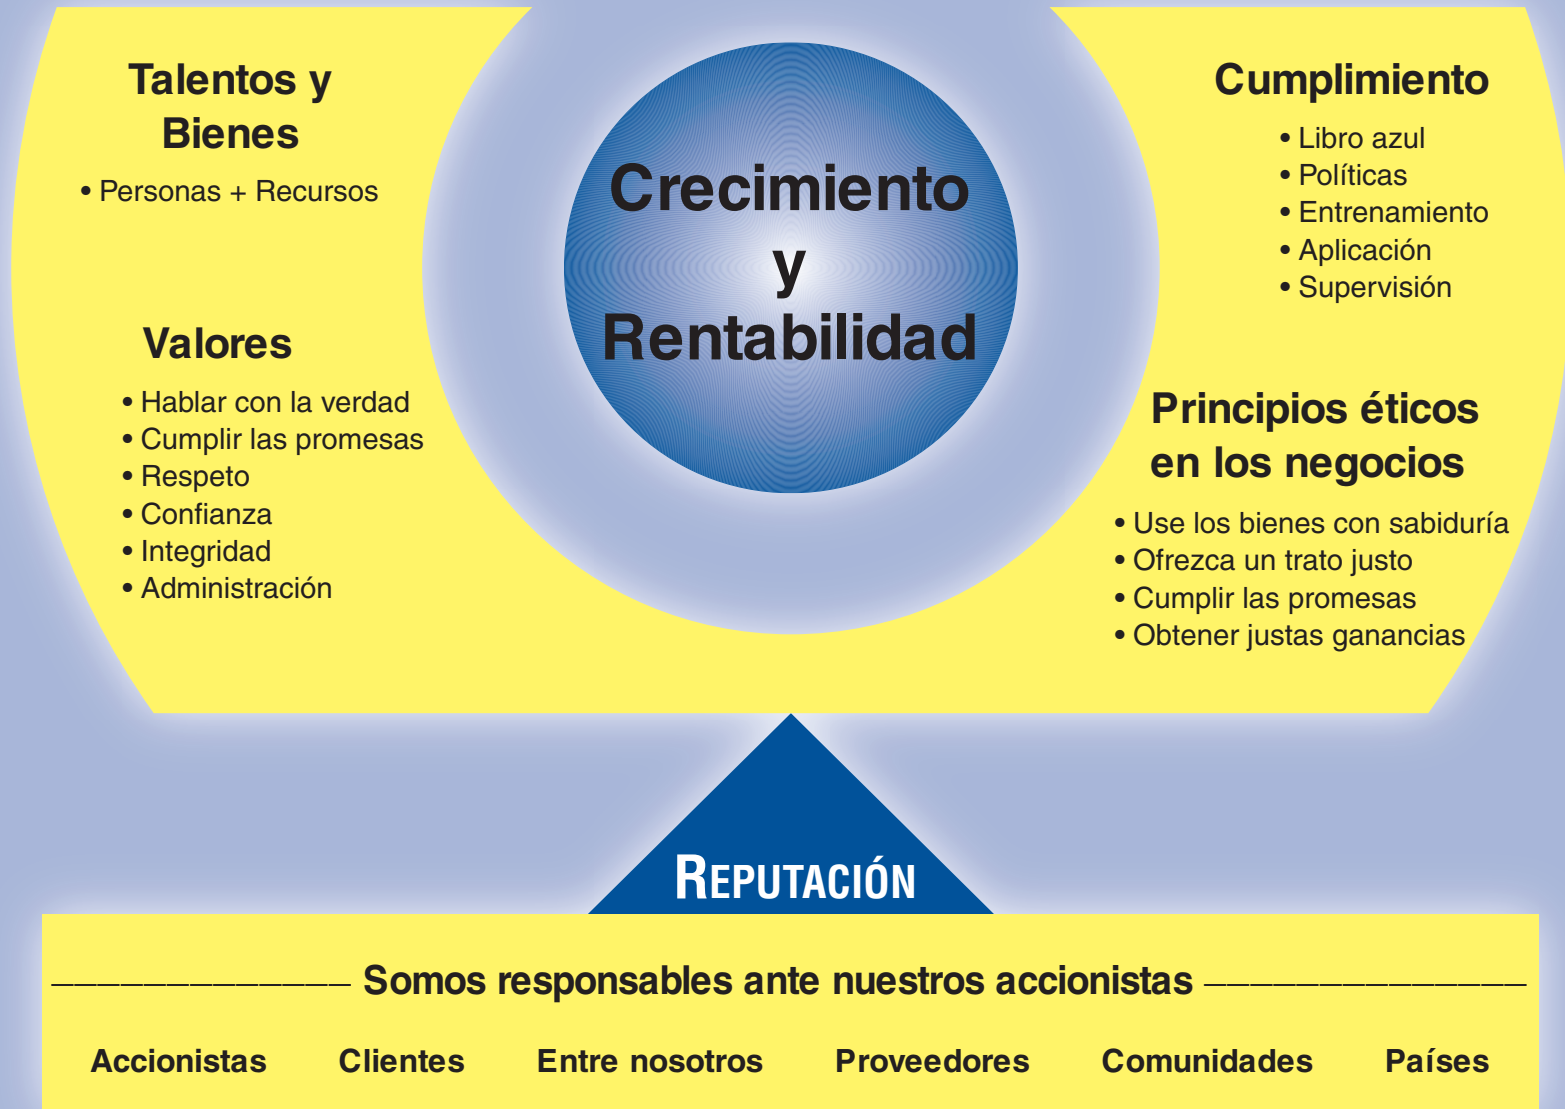 Talentos y
Bienes
• Personas + Recursos
Valores
• Hablar con la verdad
• Cumplir las promesas
• Respeto
• Confianza
• Integridad
• Administración
Crecimiento
y
Rentabilidad
Cumplimiento
• Libro azul
• Políticas
• Entrenamiento
• Aplicación
• Supervisión
Principios éticos
en los negocios
• Use los bienes con sabiduría
• Ofrezca un trato justo
• Cumplir las promesas
• Obtener justas ganancias
REPUTACIÓN
Somos responsables ante nuestros accionistas
Accionistas Clientes Entre nosotros Proveedores Comunidades Países